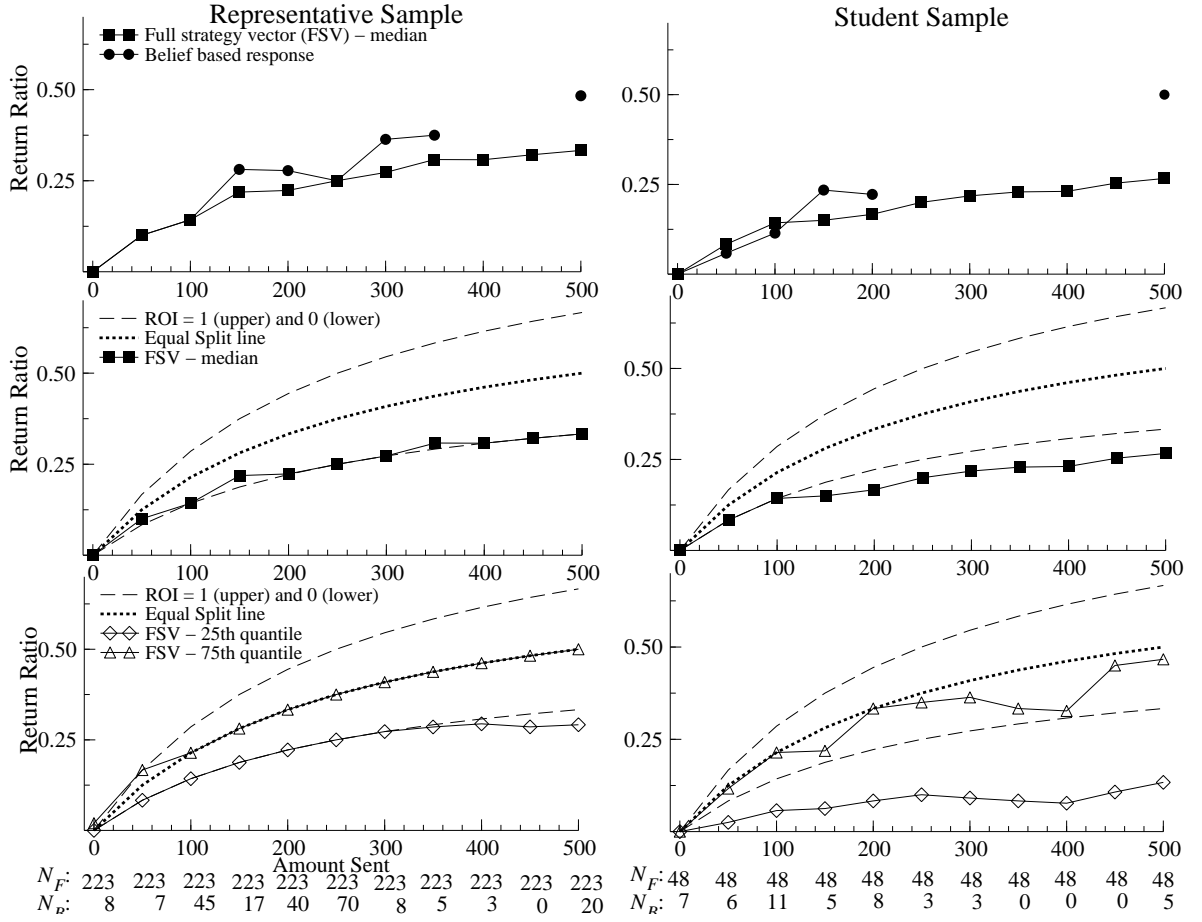 Representative Sample
Student Sample
Full strategy vector (FSV) – median
Belief based response
Return Ratio
0.50
0.25
0 100 200 300 400 500
0.50
0.25
0 100 200 300 400 500
ROI = 1 (upper) and 0 (lower)
Equal Split line
FSV – median
Return Ratio
0.50
0.25
0 100 200 300 400 500
0.50
0.25
0 100 200 300 400 500
ROI = 1 (upper) and 0 (lower)
Equal Split line
FSV – 25th quantile
FSV – 75th quantile
Return Ratio
0.50
0.25
0 100 200 300 400 500
Amount Sent
0.50
0.25
0 100 200 300 400 500
N_F: 223 223 223 223 223 223 223 223 223 223 223
N_B: 8 7 45 17 40 70 8 5 3 0 20
N_F: 48 48 48 48 48 48 48 48 48 48 48
N_B: 7 6 11 5 8 3 3 0 0 0 5